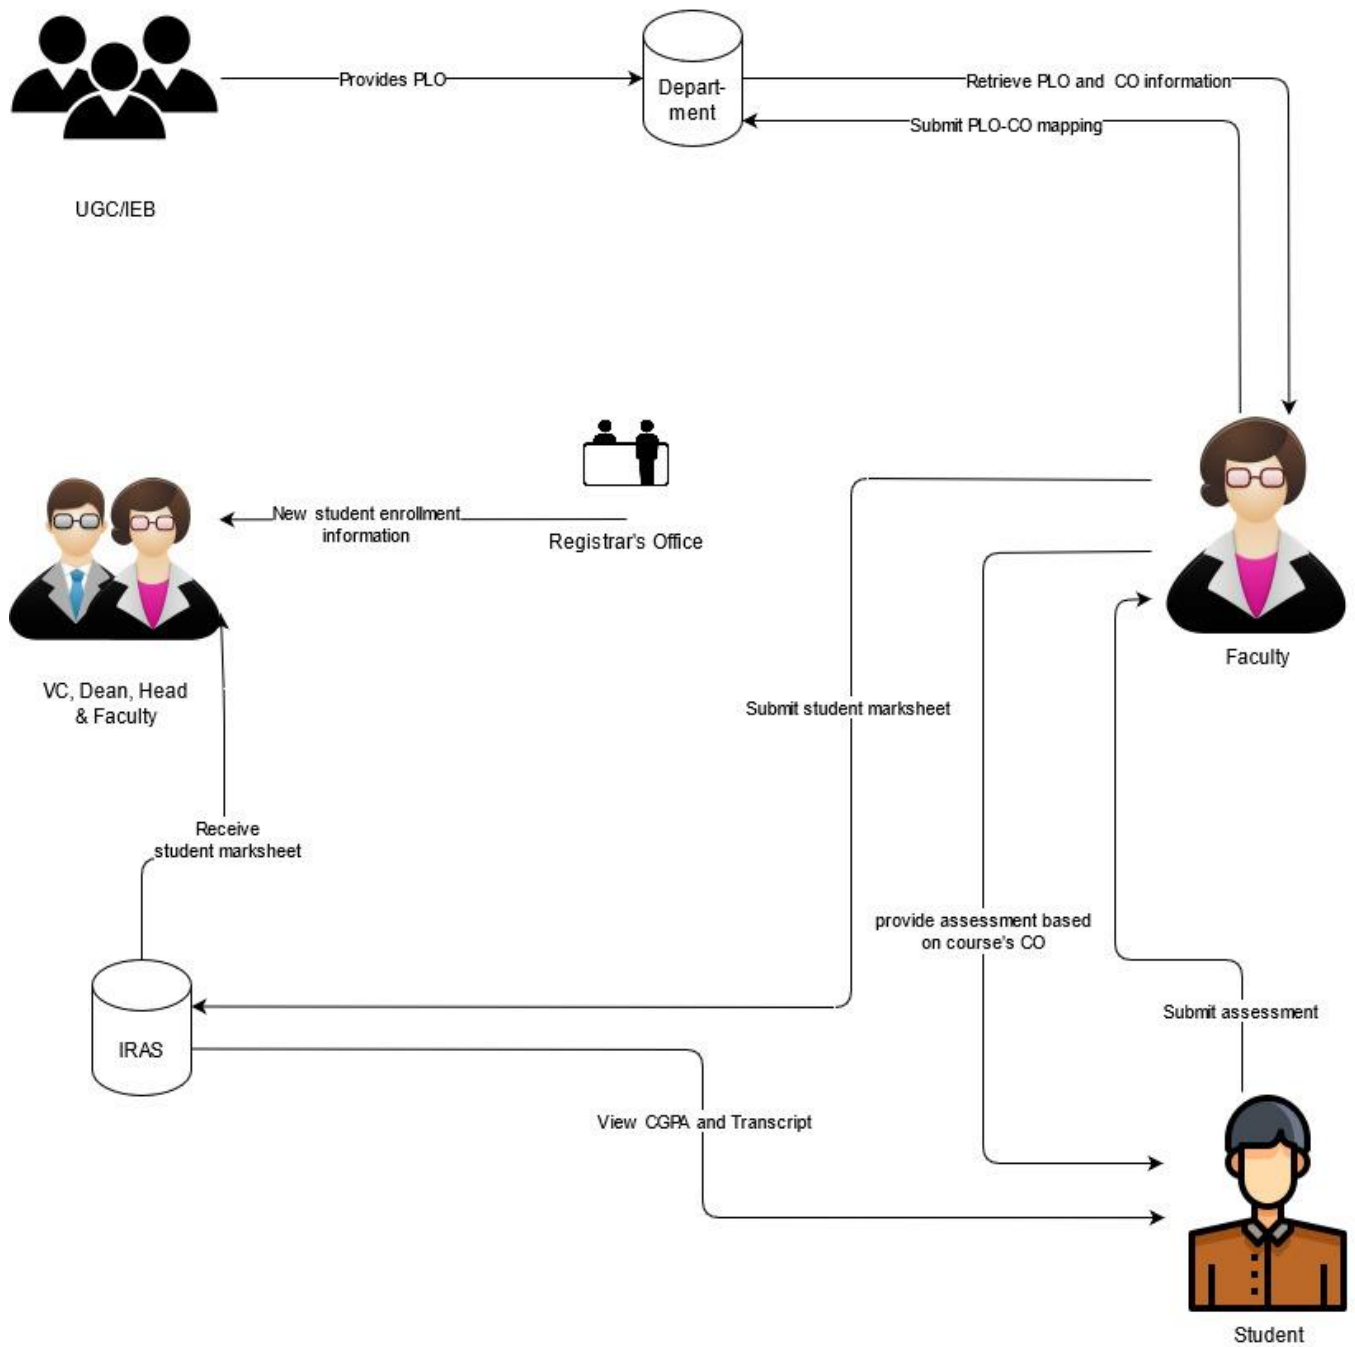 Provides PLO
Depart-
ment
Retrieve PLO and CO information
Submit PLO-CO mapping
UGC/IEB
New student enrollment
information
Registrar's Office
Faculty
VC, Dean, Head
& Faculty
Submit student marksheet
Receive
student marksheet
provide assessment based
on course's CO
Submit assessment
IRAS
View CGPA and Transcript
Student